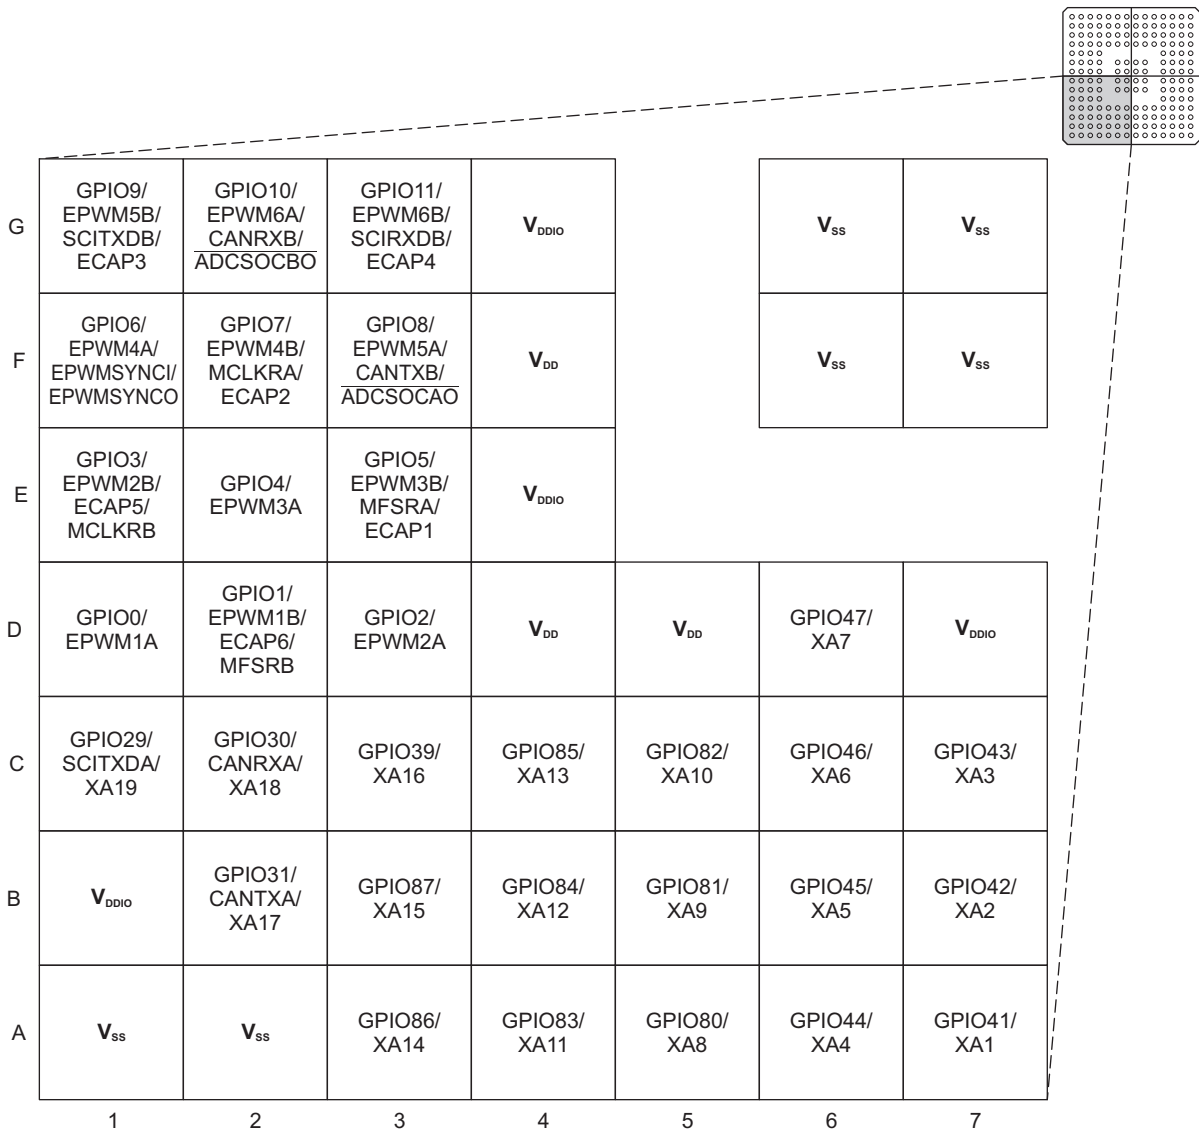 G
GPIO9/
EPWM5B/
SCITXDB/
ECAP3
GPIO10/
EPWM6A/
CANRXB/
ADCSOCBO
GPIO11/
EPWM6B/
SCIRXDB/
ECAP4
VDDIO
VSS
VSS
F
GPIO6/
EPWM4A/
EPWMSYNCI/
EPWMSYNCO
GPIO7/
EPWM4B/
MCLKRA/
ECAP2
GPIO8/
EPWM5A/
CANTXB/
ADCSOCAO
VDD
VSS
VSS
E
GPIO3/
EPWM2B/
ECAP5/
MCLKRB
GPIO4/
EPWM3A
GPIO5/
EPWM3B/
MFSRA/
ECAP1
VDDIO
D
GPIO0/
EPWM1A
GPIO1/
EPWM1B/
ECAP6/
MFSRB
GPIO2/
EPWM2A
VDD
VDD
GPIO47/
XA7
VDDIO
C
GPIO29/
SCITXDA/
XA19
GPIO30/
CANRXA/
XA18
GPIO39/
XA16
GPIO85/
XA13
GPIO82/
XA10
GPIO46/
XA6
GPIO43/
XA3
B
VDDIO
GPIO31/
CANTXA/
XA17
GPIO87/
XA15
GPIO84/
XA12
GPIO81/
XA9
GPIO45/
XA5
GPIO42/
XA2
A
VSS
VSS
GPIO86/
XA14
GPIO83/
XA11
GPIO80/
XA8
GPIO44/
XA4
GPIO41/
XA1
1 2 3 4 5 6 7